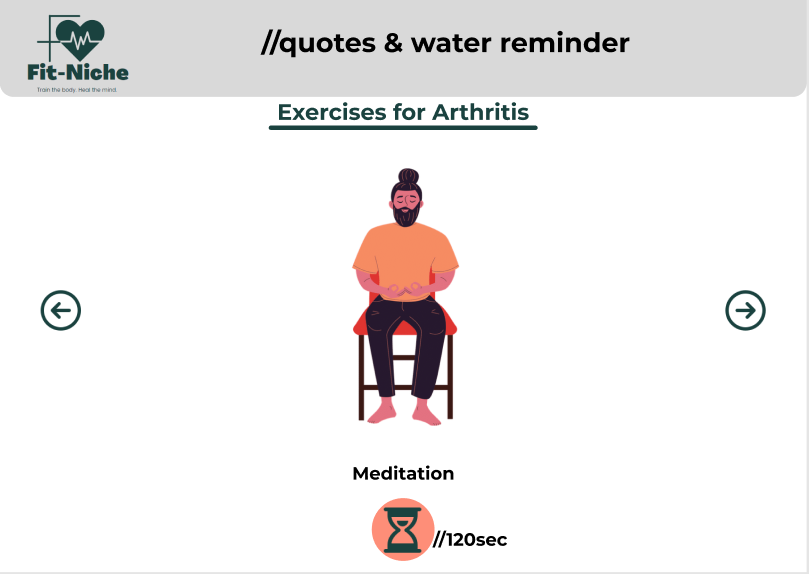 //quotes & water reminder
Fit-Niche
Train the body. Heal the mind.
Exercises for Arthritis
Meditation
//120sec